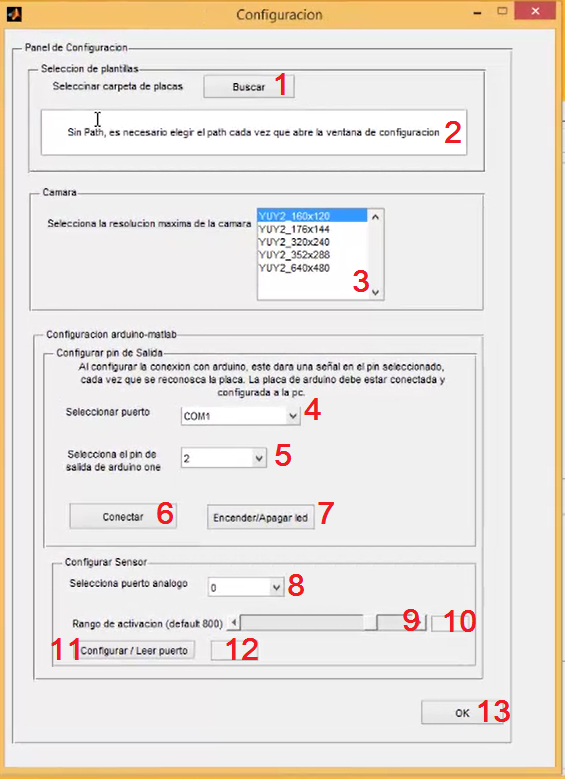 Configuracion
Panel de Configuracion
Seleccion de plantillas
Seleccinar carpeta de placas
Buscar
1
Sin Path, es necesario elegir el path cada vez que abre la ventana de configuracion
2
Camara
Selecciona la resolucion maxima de la camara
YUY2_160x120
YUY2_176x144
YUY2_320x240
YUY2_352x288
YUY2_640x480
3
Configuracion arduino-matlab
Configurar pin de Salida
Al configurar la conexion con arduino, este dara una señal en el pin seleccionado,
cada vez que se reconosca la placa. La placa de arduino debe estar conectada y
configurada a la pc.
Seleccionar puerto
COM1
4
Selecciona el pin de
salida de arduino one
2
5
Conectar
6
Encender/Apagar led
7
Configurar Sensor
Selecciona puerto analogo
0
8
Rango de activacion (default 800)
9
10
11
Configurar / Leer puerto
12
OK
13